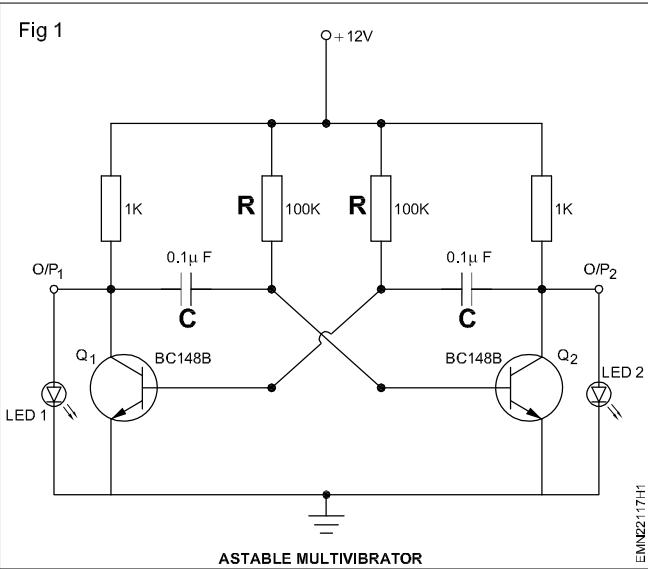 Fig 1
+12V
1K
R 100K
R 100K
1K
0.1µ F
0.1µ F
O/P1
O/P2
C
C
Q1
BC148B
BC148B
Q2
LED 1
LED 2
ASTABLE MULTIVIBRATOR
EMN22117H1